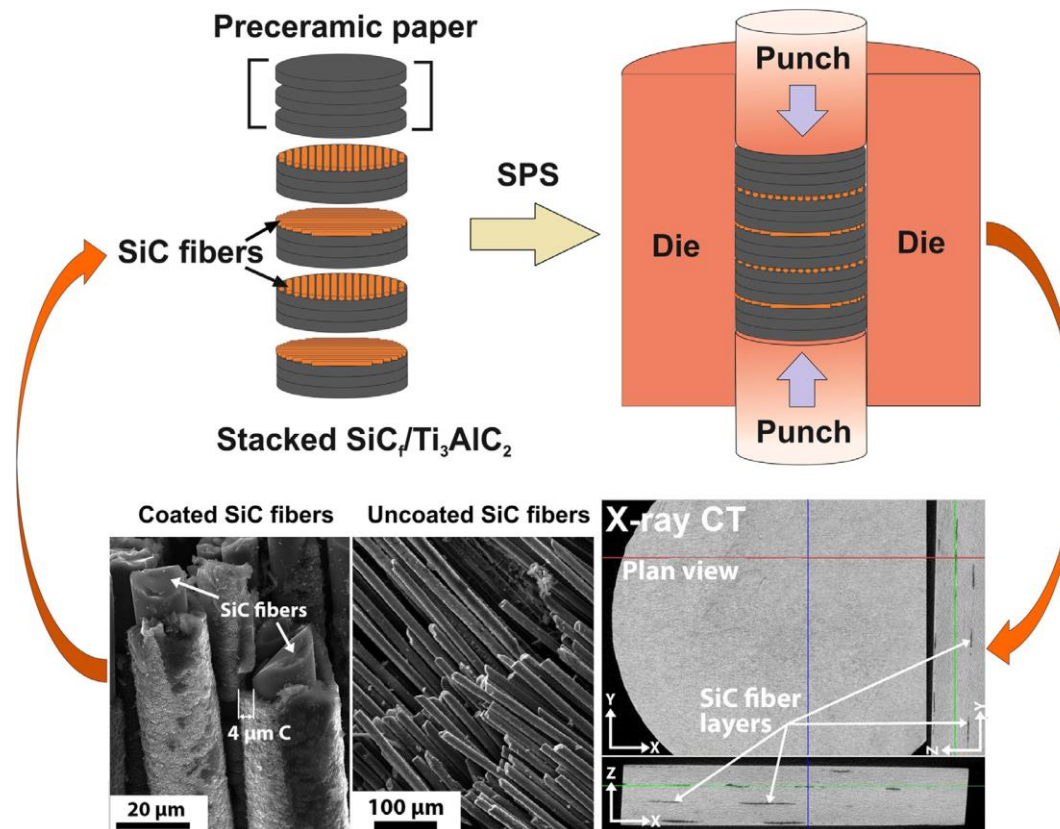 Preceramic paper
SiC fibers
Stacked SiCf/Ti3AlC2
SPS
Punch
Die
Die
Punch
Coated SiC fibers
SiC fibers
4 µm C
20 µm
Uncoated SiC fibers
100 µm
X-ray CT
Plan view
SiC fiber
layers
Y
X
Y
Z
Z
X